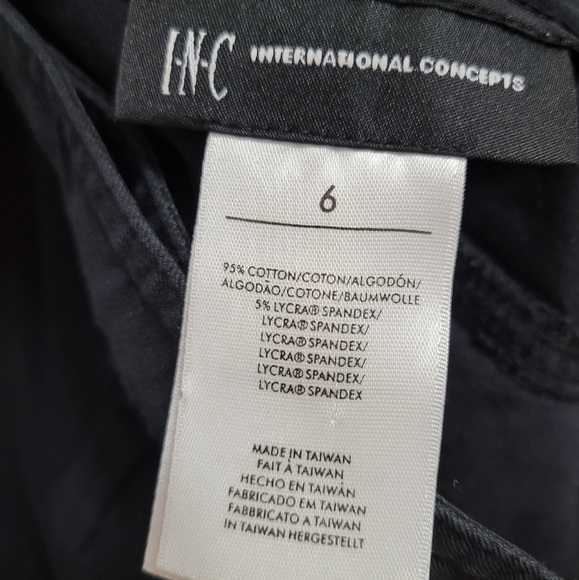 I·N·C INTERNATIONAL CONCEPTS
6
95% COTTON/COTON/ALGODÓN/
ALGODÃO/COTONE/BAUMWOLLE
5% LYCRA® SPANDEX/
LYCRA® SPANDEX/
LYCRA® SPANDEX/
LYCRA® SPANDEX/
LYCRA® SPANDEX/
LYCRA® SPANDEX
MADE IN TAIWAN
FAIT À TAIWAN
HECHO EN TAIWÁN
FABRICADO EM TAIWAN
FABBRICATO A TAIWAN
IN TAIWAN HERGESTELLT